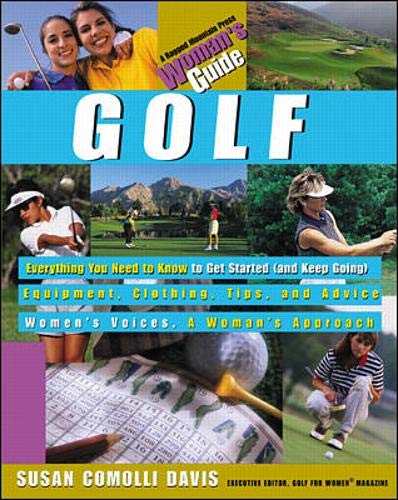 A Ragged Mountain Press
Woman's
Guide
GOLF
Everything You Need to Know to Get Started (and Keep Going)
Equipment, Clothing, Tips, and Advice
Women's Voices, A Woman's Approach
SUSAN COMOLLI DAVIS EXECUTIVE EDITOR, GOLF FOR WOMEN® MAGAZINE